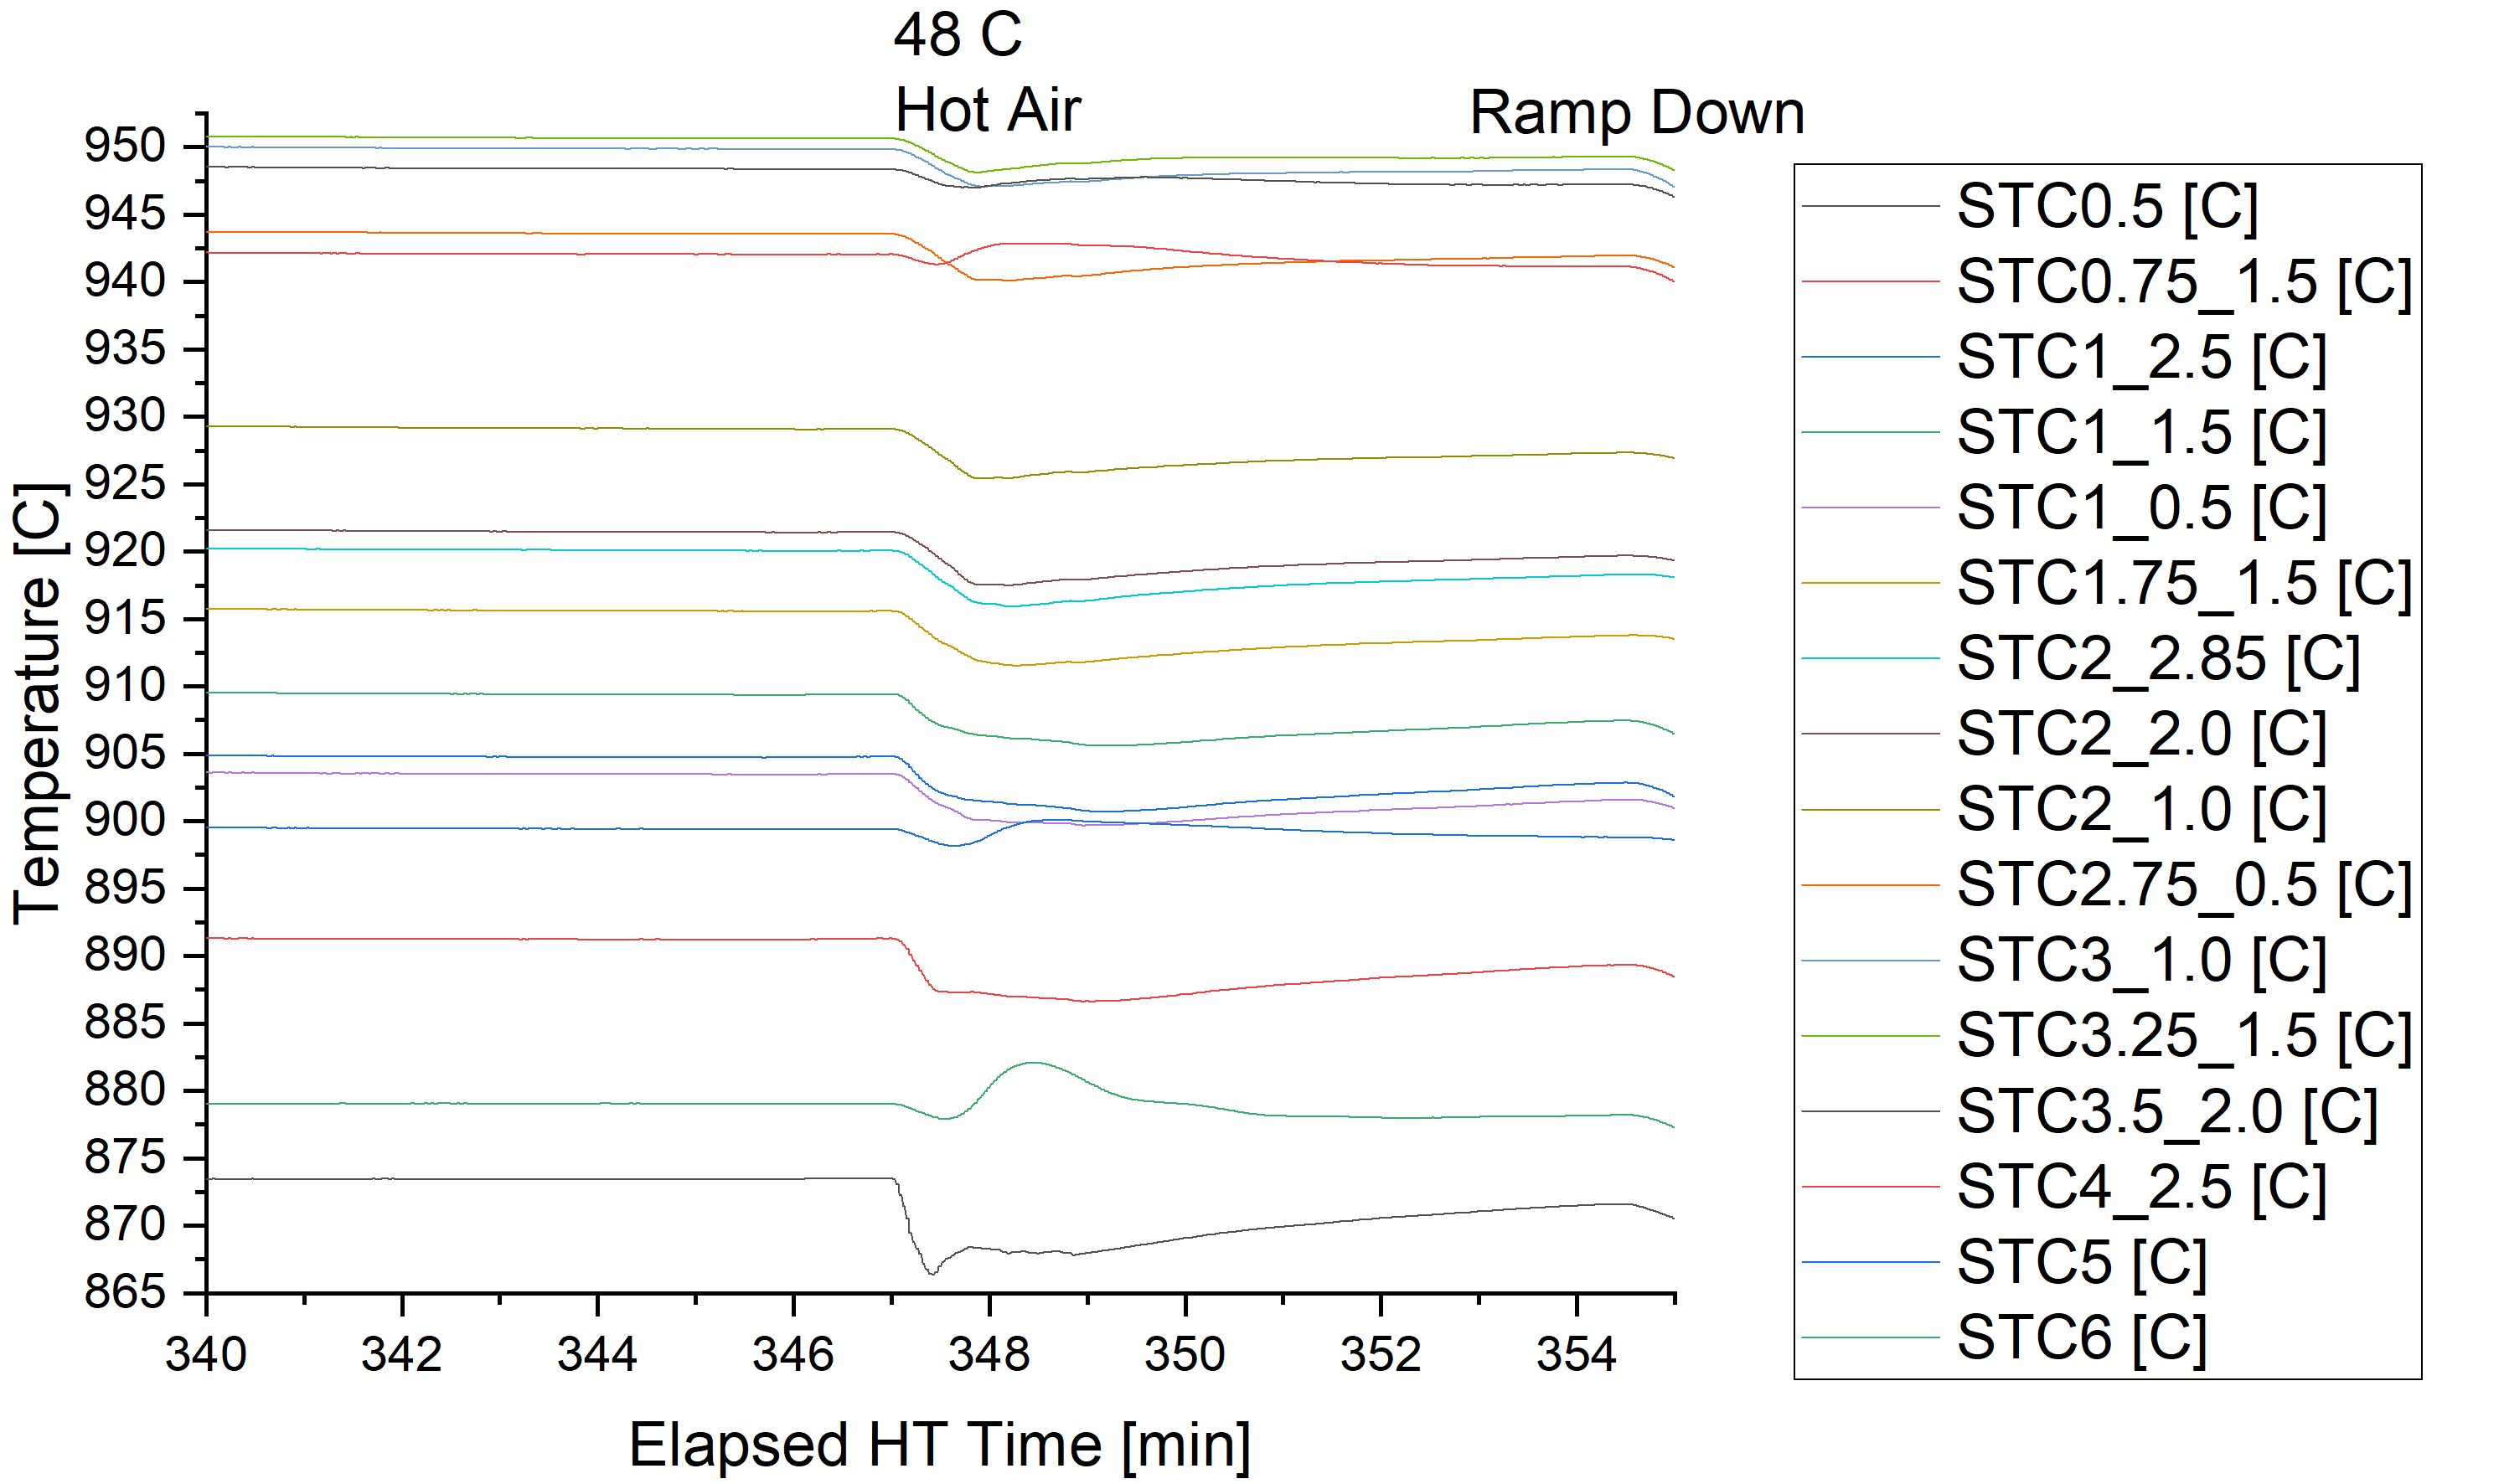 48 C
Hot Air
Ramp Down
950
945
940
935
930
925
920
915
910
905
900
895
890
885
880
875
870
865
Temperature [C]
340 342 344 346 348 350 352 354
Elapsed HT Time [min]
STC0.5 [C]
STC0.75_1.5 [C]
STC1_2.5 [C]
STC1_1.5 [C]
STC1_0.5 [C]
STC1.75_1.5 [C]
STC2_2.85 [C]
STC2_2.0 [C]
STC2_1.0 [C]
STC2.75_0.5 [C]
STC3_1.0 [C]
STC3.25_1.5 [C]
STC3.5_2.0 [C]
STC4_2.5 [C]
STC5 [C]
STC6 [C]